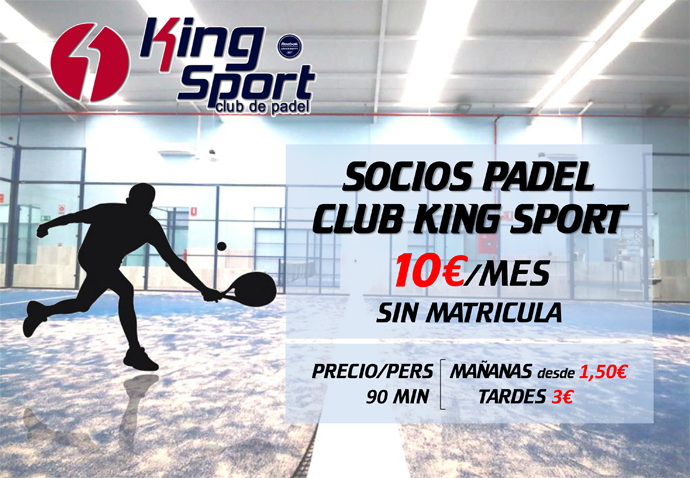 King
Sport
club de padel
Reebok
SOCIOS PADEL
CLUB KING SPORT
10€/MES
SIN MATRICULA
PRECIO/PERS
90 MIN
MAÑANAS desde 1,50€
TARDES 3€